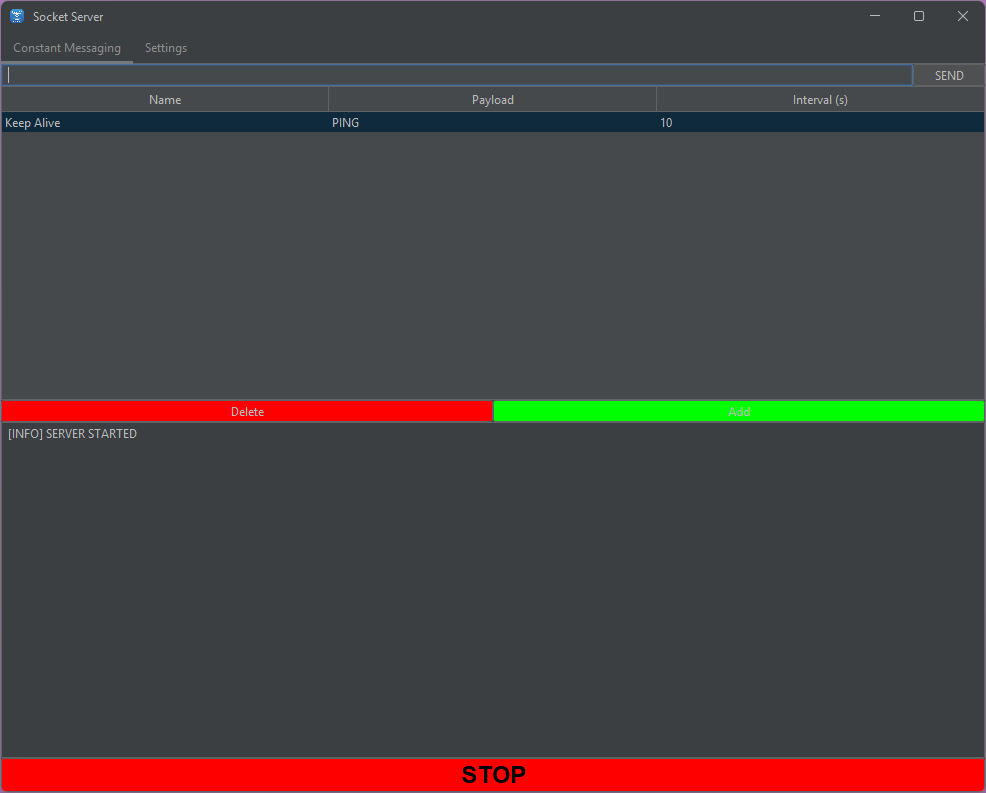 Socket Server
Constant Messaging Settings
SEND
Name Payload Interval (s)
Keep Alive PING 10
Delete Add
[INFO] SERVER STARTED
STOP